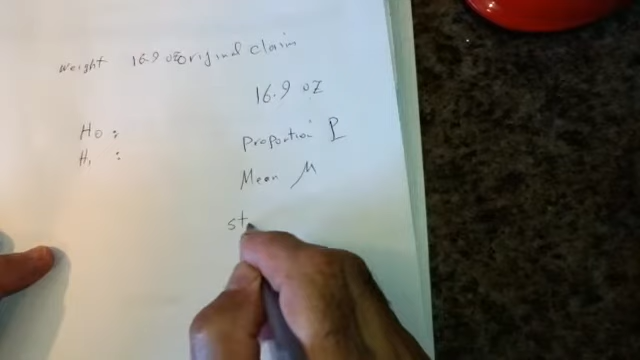 weight 16.9 oz original claim
16.9 oz
H0 :
Proportion P
H1 :
Mean μ
st